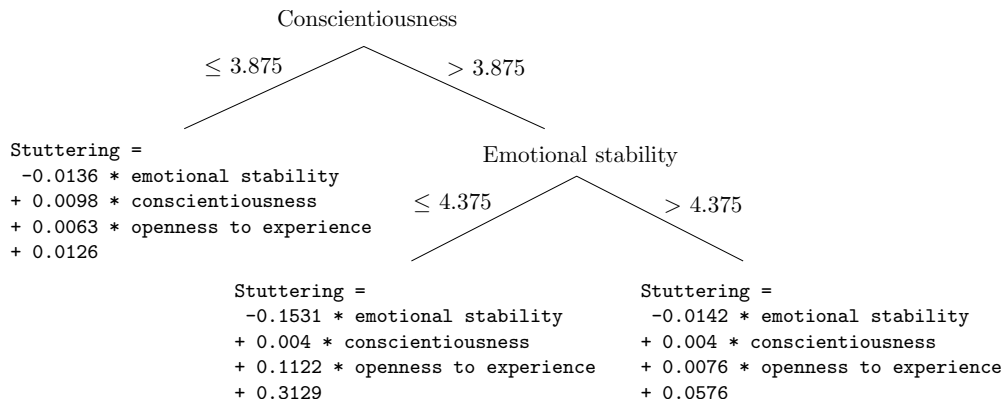 Conscientiousness
≤ 3.875
> 3.875
Stuttering =
-0.0136 * emotional stability
+ 0.0098 * conscientiousness
+ 0.0063 * openness to experience
+ 0.0126
Emotional stability
≤ 4.375
> 4.375
Stuttering =
-0.1531 * emotional stability
+ 0.004 * conscientiousness
+ 0.1122 * openness to experience
+ 0.3129
Stuttering =
-0.0142 * emotional stability
+ 0.004 * conscientiousness
+ 0.0076 * openness to experience
+ 0.0576